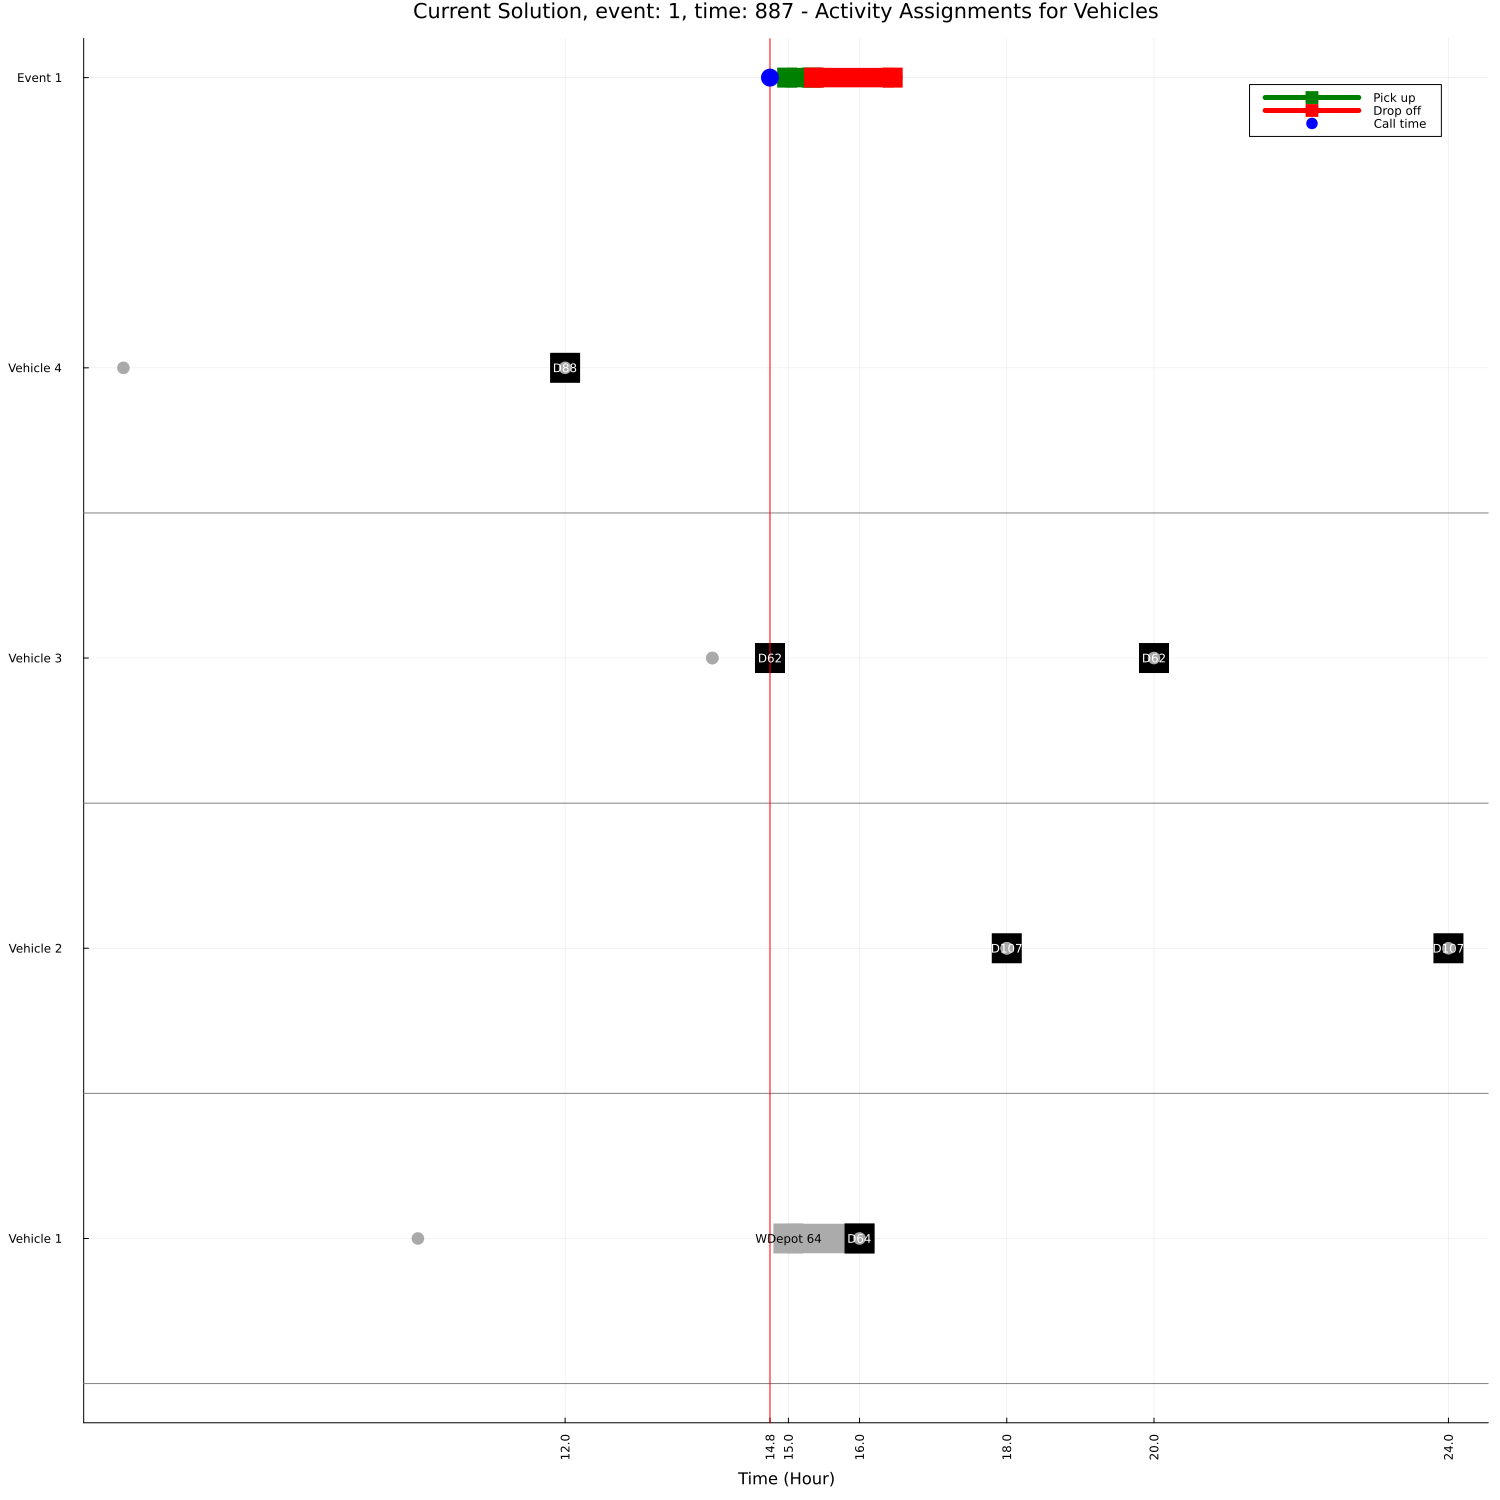 Current Solution, event: 1, time: 887 - Activity Assignments for Vehicles
Event 1
Pick up
Drop off
Call time
Vehicle 4
D88
Vehicle 3
D62
D62
Vehicle 2
D107
D107
Vehicle 1
WDepot 64
D64
12.0
14.8
15.0
16.0
18.0
20.0
24.0
Time (Hour)